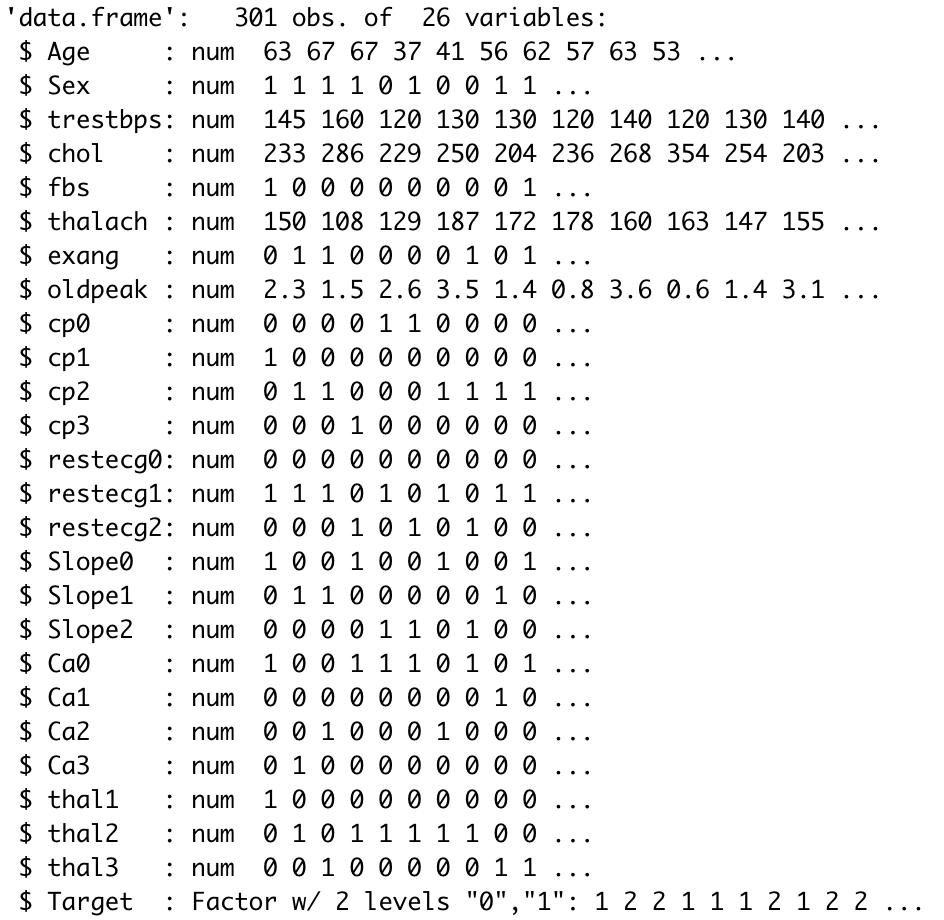 'data.frame':   301 obs. of  26 variables:
 $ Age     : num  63 67 67 37 41 56 62 57 63 53 ...
 $ Sex     : num  1 1 1 1 0 1 0 0 1 1 ...
 $ trestbps: num  145 160 120 130 130 120 140 120 130 140 ...
 $ chol    : num  233 286 229 250 204 236 268 354 254 203 ...
 $ fbs     : num  1 0 0 0 0 0 0 0 0 1 ...
 $ thalach : num  150 108 129 187 172 178 160 163 147 155 ...
 $ exang   : num  0 1 1 0 0 0 0 1 0 1 ...
 $ oldpeak : num  2.3 1.5 2.6 3.5 1.4 0.8 3.6 0.6 1.4 3.1 ...
 $ cp0     : num  0 0 0 0 1 1 0 0 0 0 ...
 $ cp1     : num  1 0 0 0 0 0 0 0 0 0 ...
 $ cp2     : num  0 1 1 0 0 0 1 1 1 1 ...
 $ cp3     : num  0 0 0 1 0 0 0 0 0 0 ...
 $ restecg0: num  0 0 0 0 0 0 0 0 0 0 ...
 $ restecg1: num  1 1 1 0 1 0 1 0 1 1 ...
 $ restecg2: num  0 0 0 1 0 1 0 1 0 0 ...
 $ Slope0  : num  1 0 0 1 0 0 1 0 0 1 ...
 $ Slope1  : num  0 1 1 0 0 0 0 0 1 0 ...
 $ Slope2  : num  0 0 0 0 1 1 0 1 0 0 ...
 $ Ca0     : num  1 0 0 1 1 1 0 1 0 1 ...
 $ Ca1     : num  0 0 0 0 0 0 0 0 1 0 ...
 $ Ca2     : num  0 0 1 0 0 0 1 0 0 0 ...
 $ Ca3     : num  0 1 0 0 0 0 0 0 0 0 ...
 $ thal1   : num  1 0 0 0 0 0 0 0 0 0 ...
 $ thal2   : num  0 1 0 1 1 1 1 1 0 0 ...
 $ thal3   : num  0 0 1 0 0 0 0 0 1 1 ...
 $ Target  : Factor w/ 2 levels "0","1": 1 2 2 1 1 1 2 1 2 2 ...